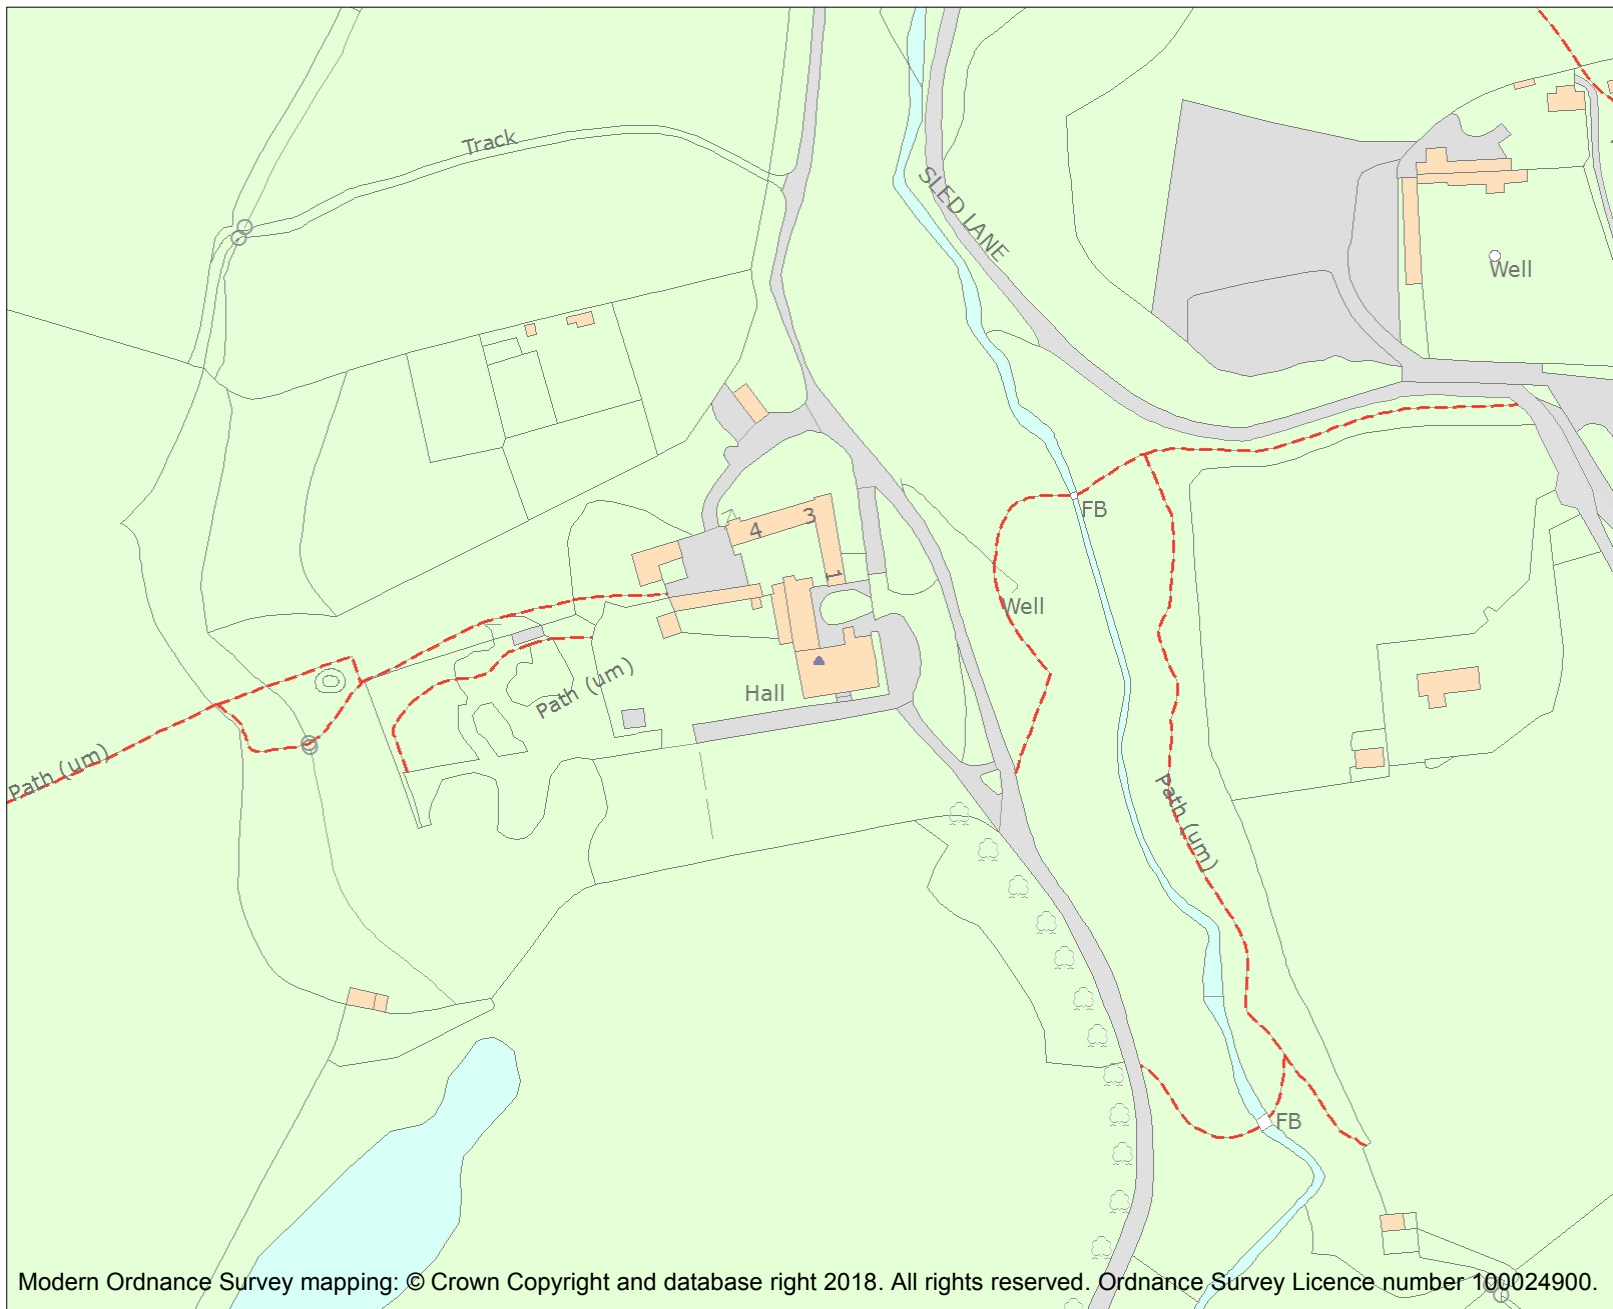 Track
SLED LANE
Well
FB
4
3
1
Well
Path (um)
Hall
Path (um)
Path (um)
FB
Modern Ordnance Survey mapping: © Crown Copyright and database right 2018. All rights reserved. Ordnance Survey Licence number 100024900.